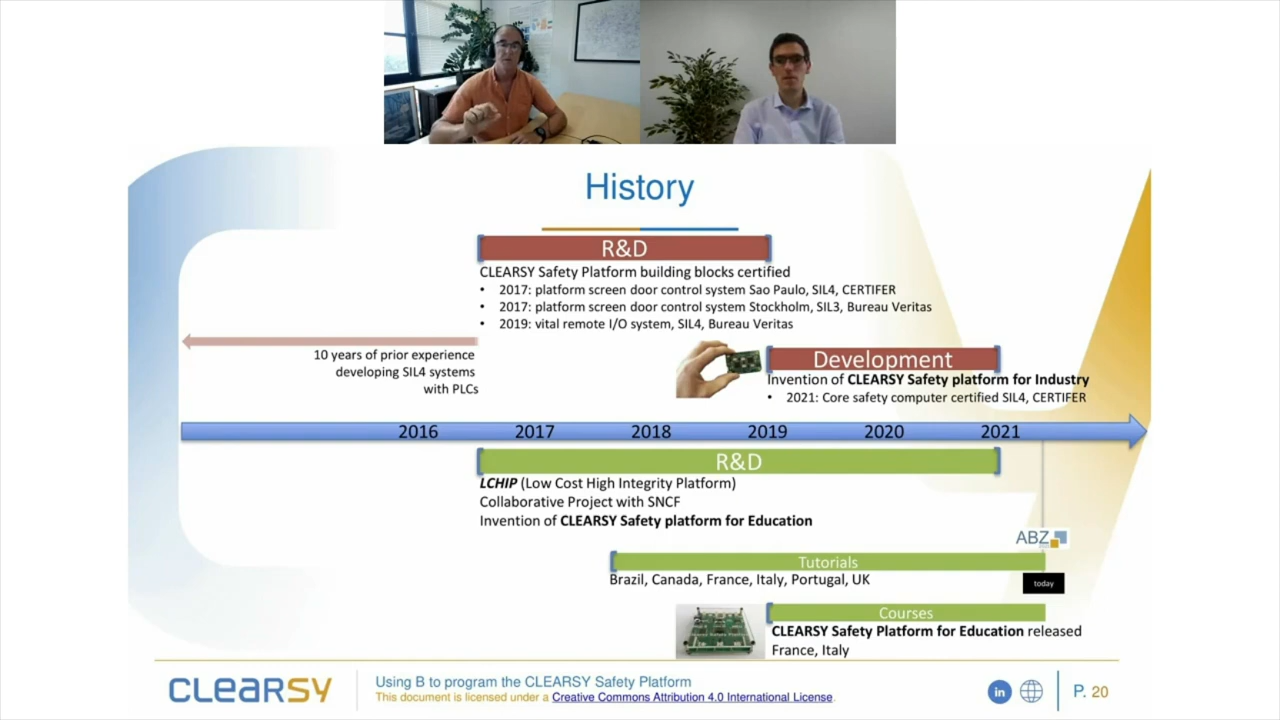 History
R&D
CLEARSY Safety Platform building blocks certified
• 2017: platform screen door control system Sao Paulo, SIL4, CERTIFER
• 2017: platform screen door control system Stockholm, SIL3, Bureau Veritas
• 2019: vital remote I/O system, SIL4, Bureau Veritas
10 years of prior experience
developing SIL4 systems
with PLCs
Development
Invention of CLEARSY Safety platform for Industry
• 2021: Core safety computer certified SIL4, CERTIFER
2016 2017 2018 2019 2020 2021
R&D
LCHIP (Low Cost High Integrity Platform)
Collaborative Project with SNCF
Invention of CLEARSY Safety platform for Education
ABZ
Tutorials
Brazil, Canada, France, Italy, Portugal, UK
today
Courses
CLEARSY Safety Platform for Education released
France, Italy
CLEARSY
Using B to program the CLEARSY Safety Platform
This document is licensed under a Creative Commons Attribution 4.0 International License.
in
P. 20